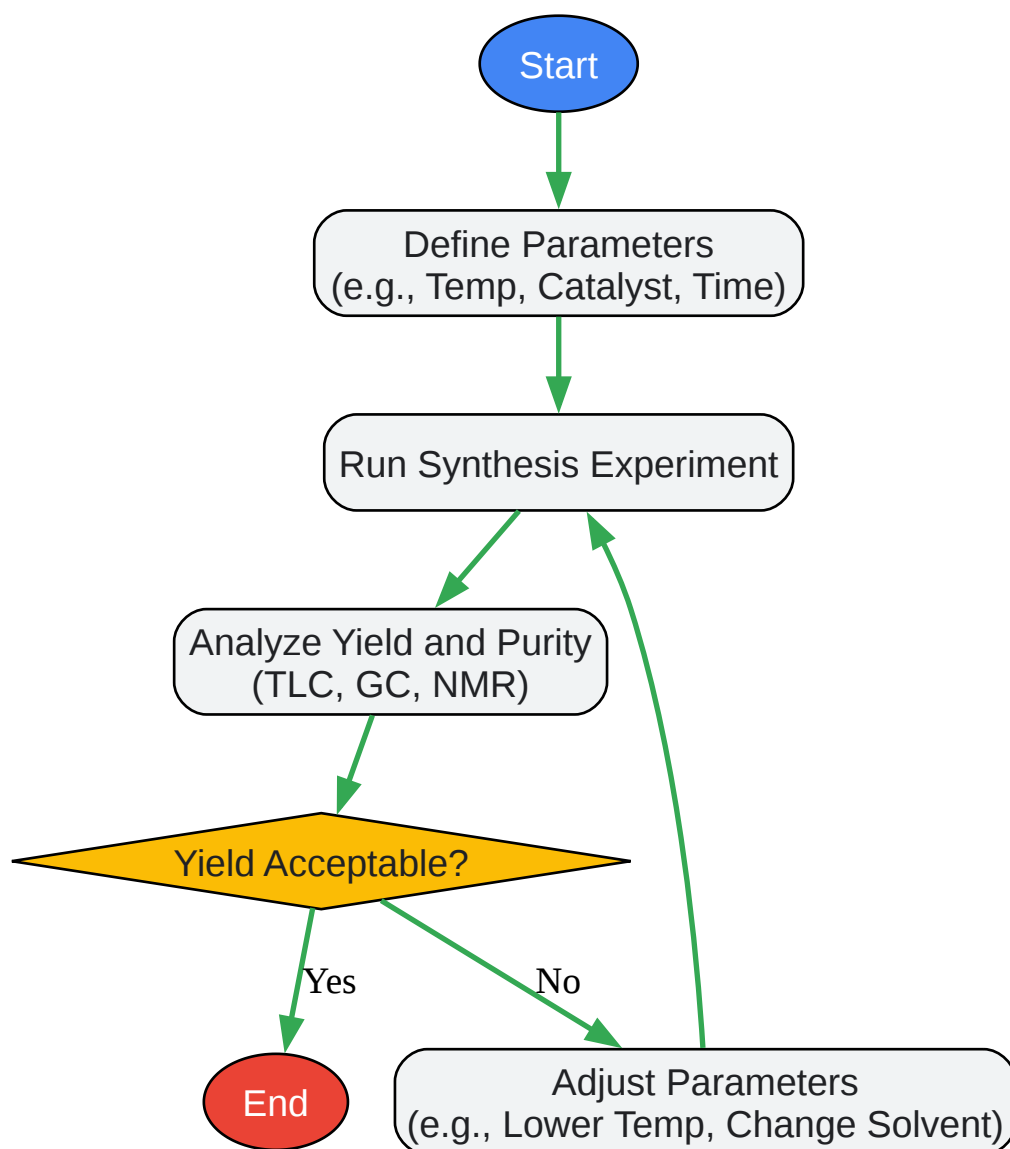 Start
Define Parameters
(e.g., Temp, Catalyst, Time)
Run Synthesis Experiment
Analyze Yield and Purity
(TLC, GC, NMR)
Yield Acceptable?
Yes
No
End
Adjust Parameters
(e.g., Lower Temp, Change Solvent)